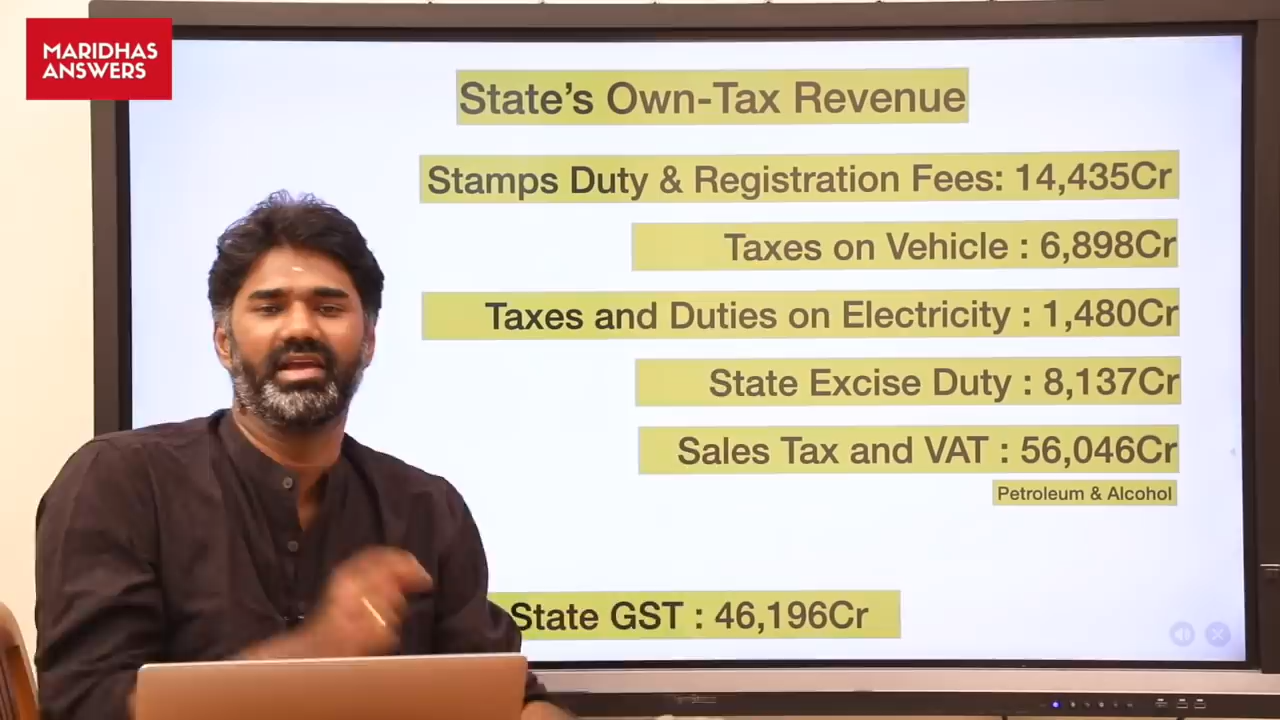 MARIDHAS
ANSWERS
State's Own-Tax Revenue
Stamps Duty & Registration Fees: 14,435Cr
Taxes on Vehicle : 6,898Cr
Taxes and Duties on Electricity : 1,480Cr
State Excise Duty : 8,137Cr
Sales Tax and VAT : 56,046Cr
Petroleum & Alcohol
State GST : 46,196Cr